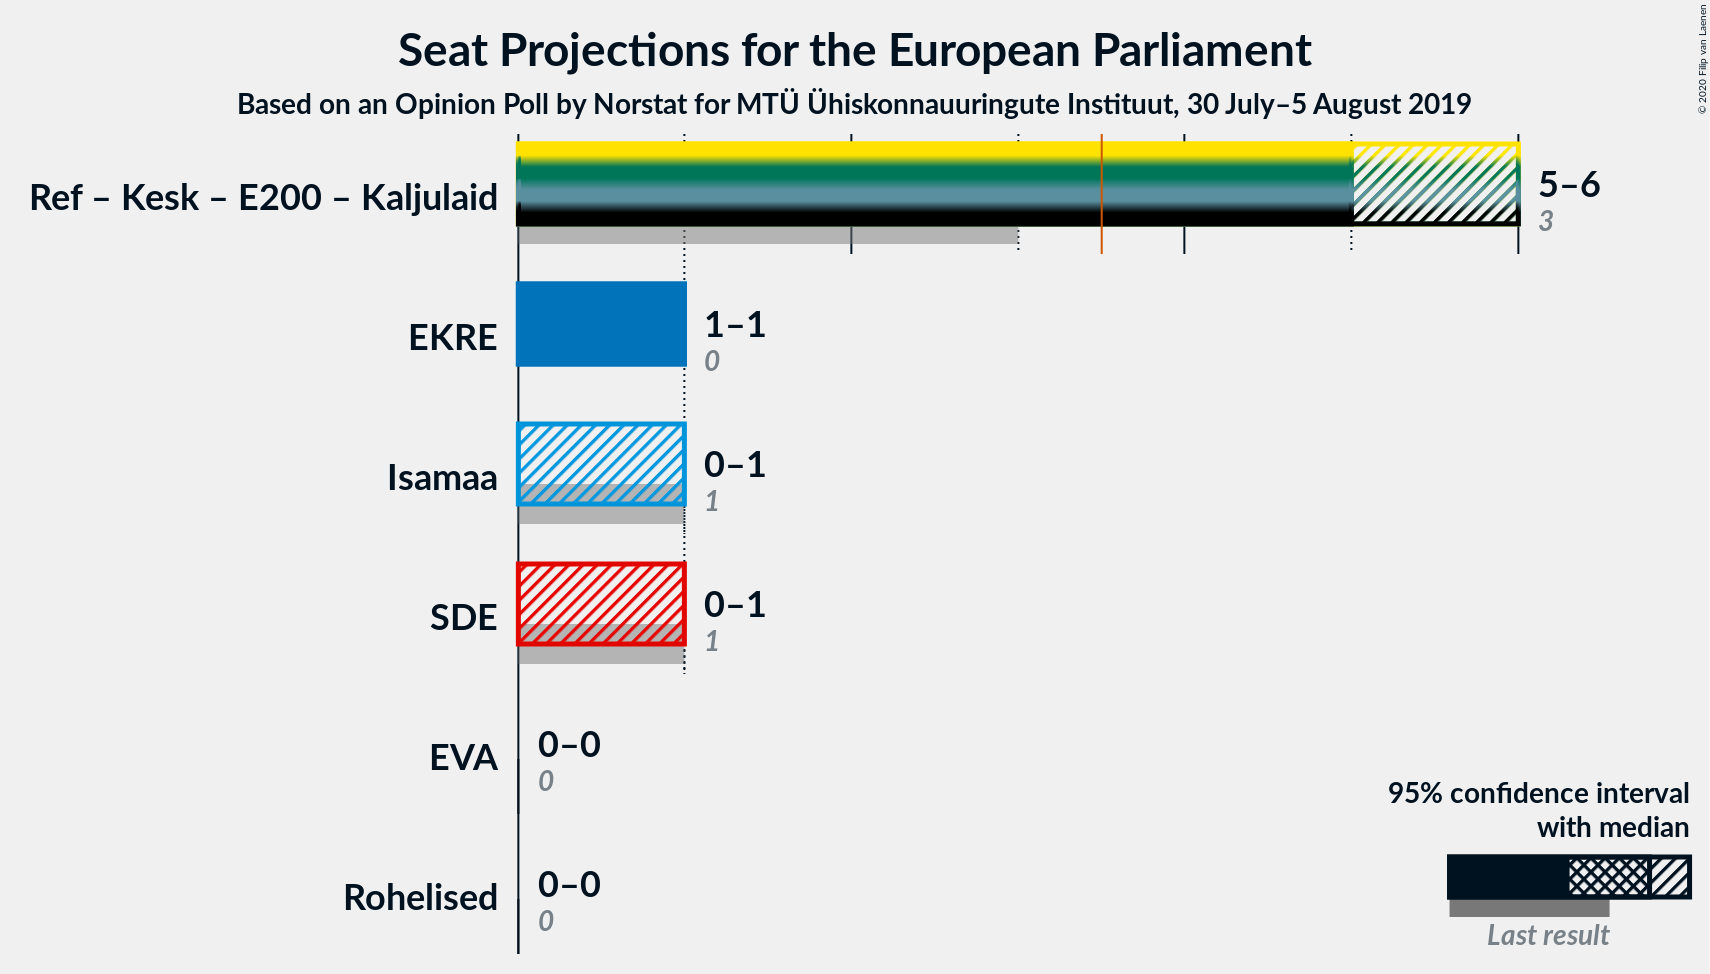 Seat Projections for the European Parliament
Based on an Opinion Poll by Norstat for MTÜ Ühiskonnauuringute Instituut, 30 July–5 August 2019
© 2020 Filip van Laenen
Ref – Kesk – E200 – Kaljulaid
5–6
3
EKRE
1–1
0
Isamaa
0–1
1
SDE
0–1
1
EVA
0–0
0
Rohelised
0–0
0
95% confidence interval
with median
Last result